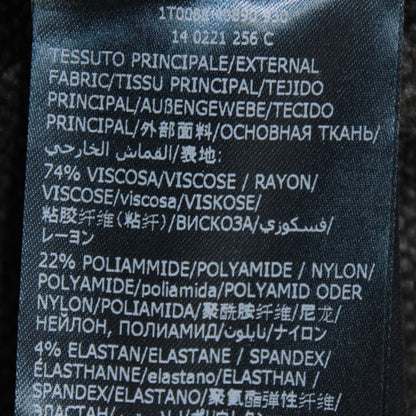 14 0221 256 C
TESSUTO PRINCIPALE/EXTERNAL
FABRIC/TISSU PRINCIPAL/TEJIDO
PRINCIPAL/AUßENGEWEBE/TECIDO
PRINCIPAL/外部面料/ОСНОВНАЯ ТКАНЬ/
القماش الخارجي/表地:
74% VISCOSA/VISCOSE / RAYON/
VISCOSE/viscosa/VISKOSE/
粘胶纤维(粘纤)/ВИСКОЗА/فسكوزي/
レーヨン
22% POLIAMMIDE/POLYAMIDE / NYLON/
POLYAMIDE/poliamida/POLYAMID ODER
NYLON/POLIAMIDA/聚酰胺纤维/尼龙/
НЕЙЛОН, ПОЛИАМИД/نايلون/ナイロン
4% ELASTAN/ELASTANE / SPANDEX/
ELASTHANNE/elastano/ELASTHAN /
SPANDEX/ELASTANO/聚氨酯弹性纤维/